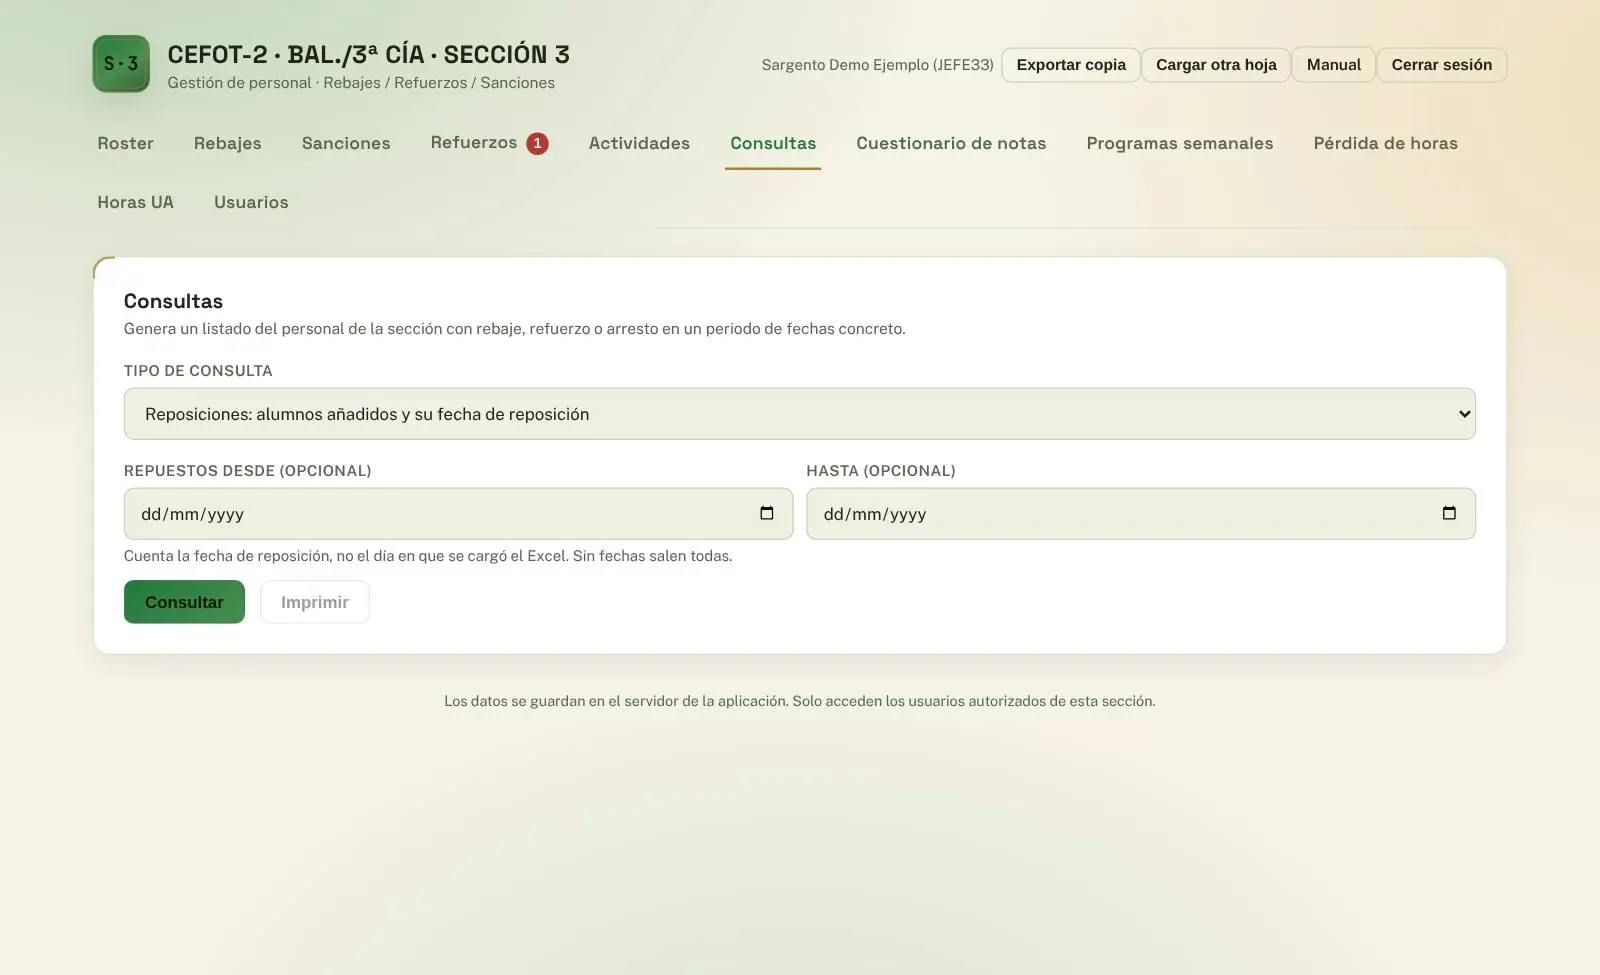 S·3
CEFOT-2 · BAL./3ª CÍA · SECCIÓN 3
Gestión de personal · Rebajes / Refuerzos / Sanciones
Sargento Demo Ejemplo (JEFE33)
Exportar copia
Cargar otra hoja
Manual
Cerrar sesión
Roster
Rebajes
Sanciones
Refuerzos 1
Actividades
Consultas
Cuestionario de notas
Programas semanales
Pérdida de horas
Horas UA
Usuarios
Consultas
Genera un listado del personal de la sección con rebaje, refuerzo o arresto en un periodo de fechas concreto.
TIPO DE CONSULTA
Reposiciones: alumnos añadidos y su fecha de reposición
REPUESTOS DESDE (OPCIONAL)
HASTA (OPCIONAL)
dd/mm/yyyy
dd/mm/yyyy
Cuenta la fecha de reposición, no el día en que se cargó el Excel. Sin fechas salen todas.
Consultar
Imprimir
Los datos se guardan en el servidor de la aplicación. Solo acceden los usuarios autorizados de esta sección.